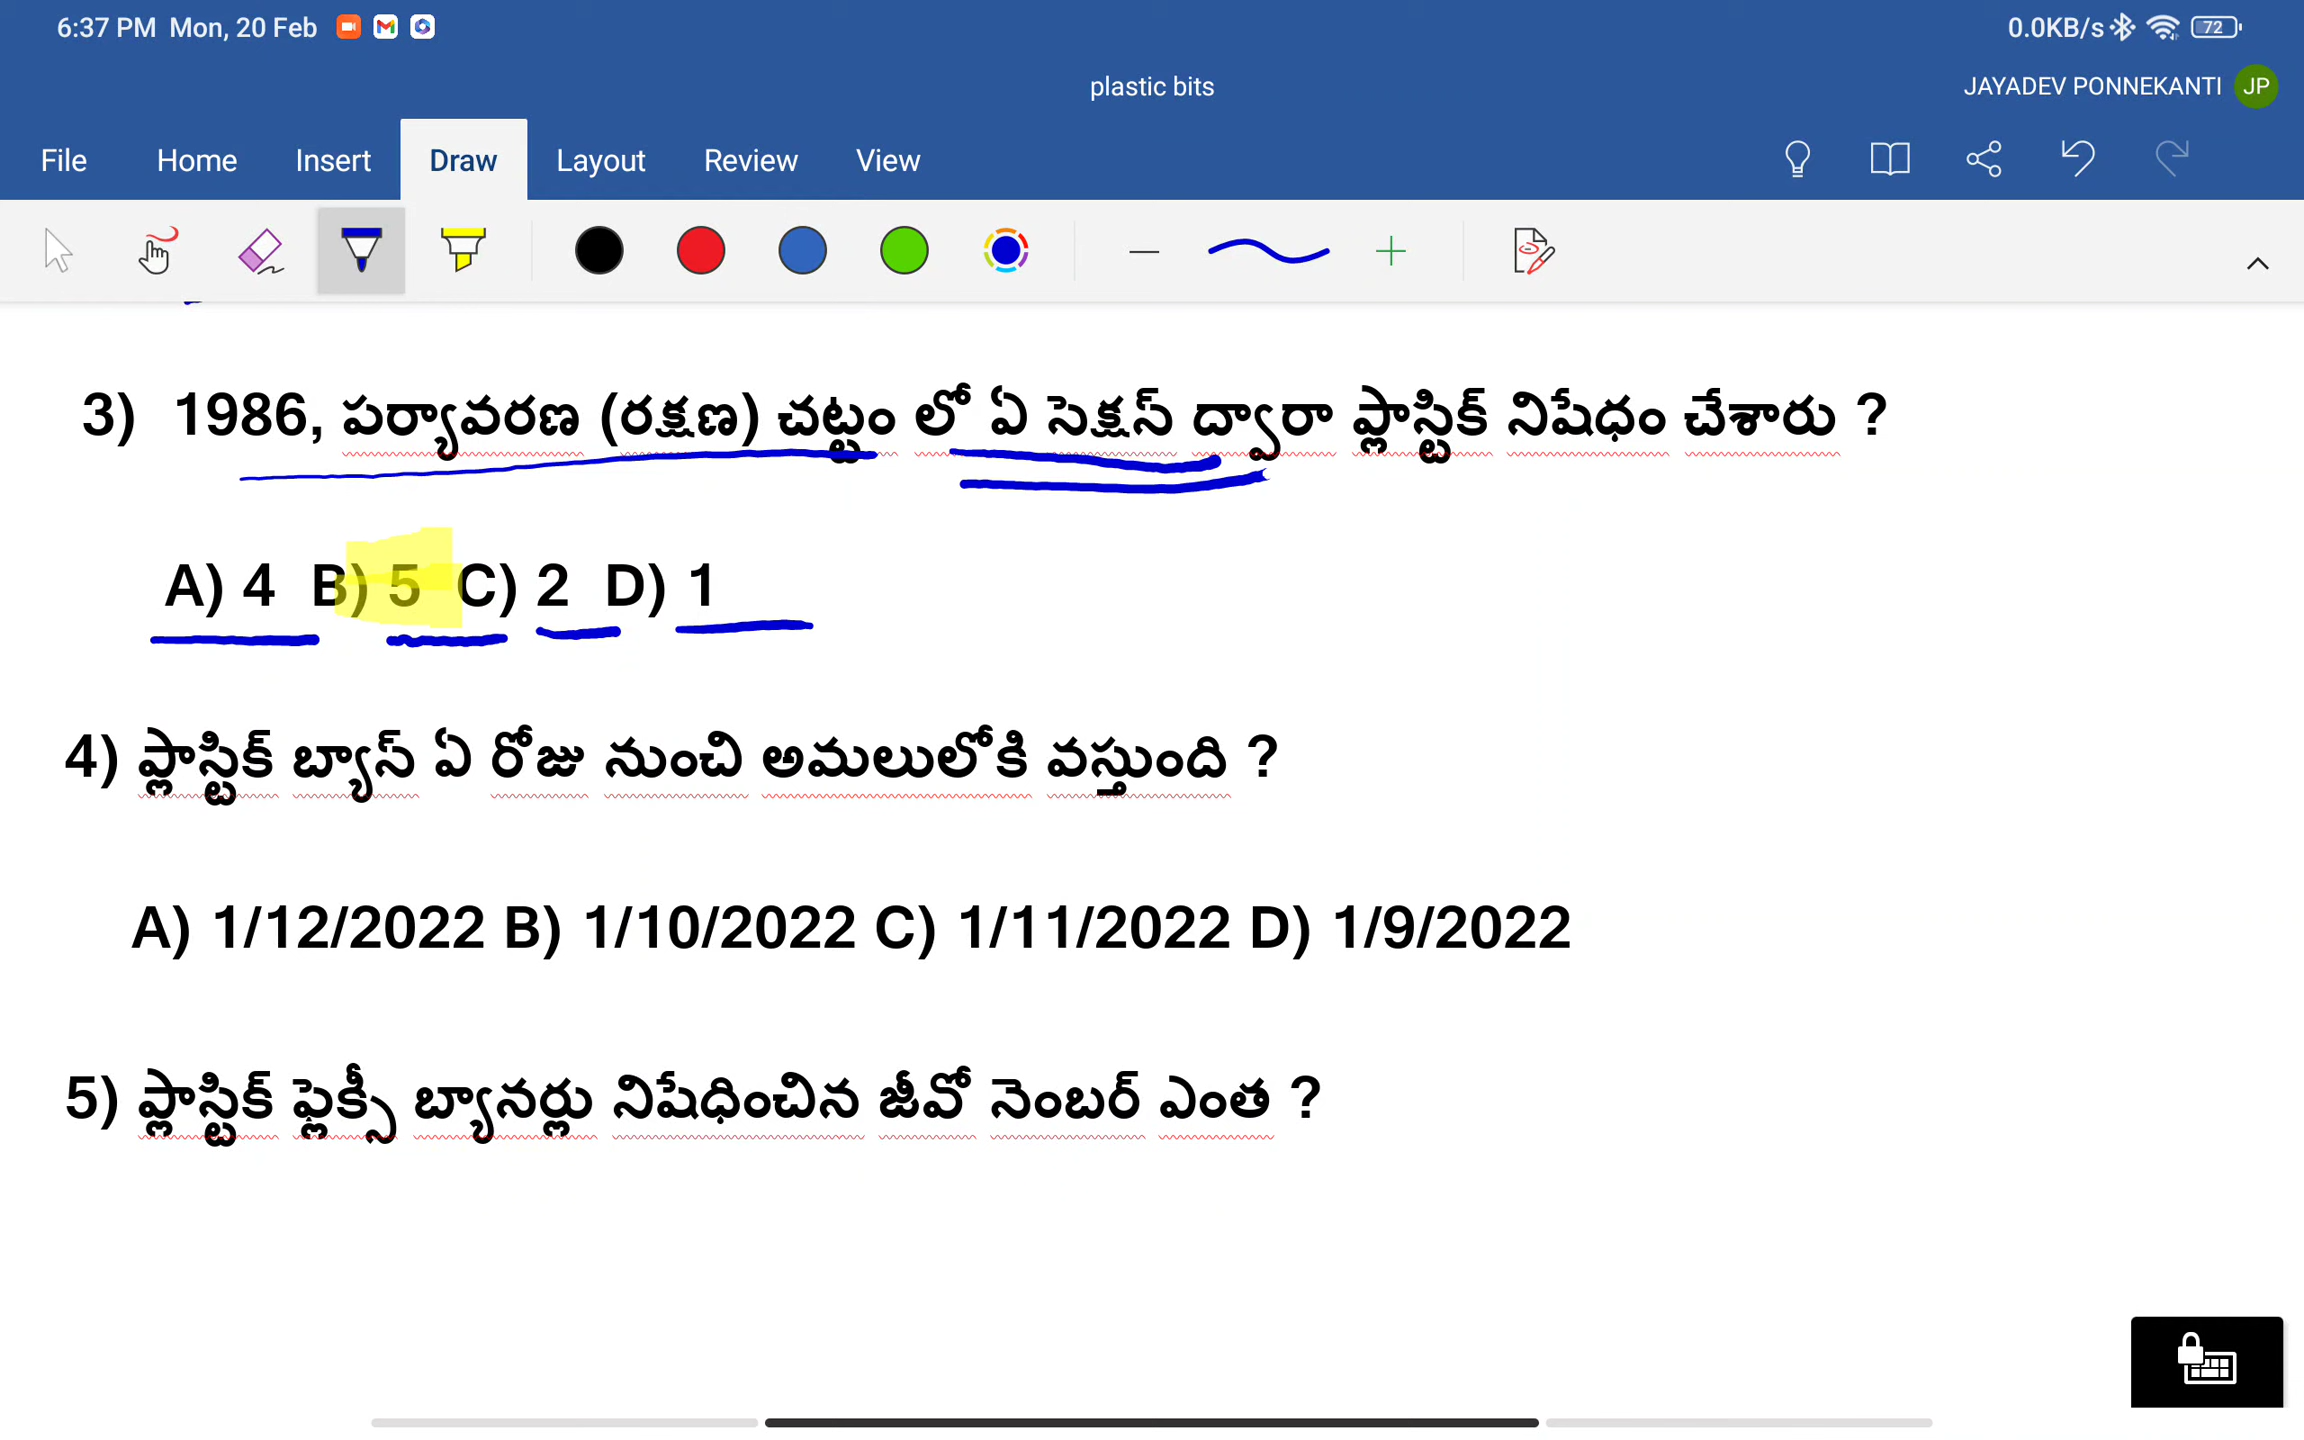 6:37 PM Mon, 20 Feb
0.0KB/s 72
plastic bits
JAYADEV PONNEKANTI JP
File Home Insert Draw Layout Review View
3) 1986, పర్యావరణ (రక్షణ) చట్టం లో ఏ సెక్షన్ ద్వారా ప్లాస్టిక్ నిషేధం చేశారు ?
A) 4 B) 5 C) 2 D) 1
4) ప్లాస్టిక్ బ్యాన్ ఏ రోజు నుంచి అమలులోకి వస్తుంది ?
A) 1/12/2022 B) 1/10/2022 C) 1/11/2022 D) 1/9/2022
5) ప్లాస్టిక్ ఫ్లెక్సీ బ్యానర్లు నిషేధించిన జీవో నెంబర్ ఎంత ?